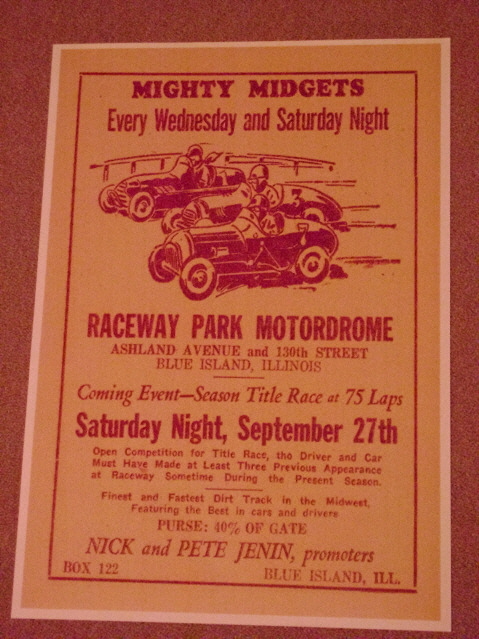 MIGHTY MIDGETS
Every Wednesday and Saturday Night
3
RACEWAY PARK MOTORDROME
ASHLAND AVENUE and 130th STREET
BLUE ISLAND, ILLINOIS
Coming Event—Season Title Race at 75 Laps
Saturday Night, September 27th
Open Competition for Title Race, tho Driver and Car
Must Have Made at Least Three Previous Appearance
at Raceway Sometime During the Present Season.
Finest and Fastest Dirt Track in the Midwest,
Featuring the Best in cars and drivers
PURSE: 40% OF GATE
NICK and PETE JENIN, promoters
BOX 122
BLUE ISLAND, ILL.